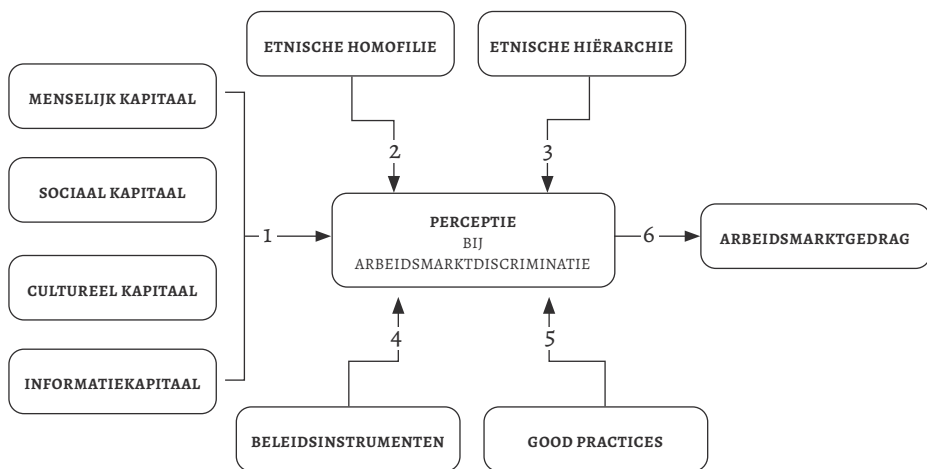 ETNISCHE HOMOFILIE
ETNISCHE HIËRARCHIE
MENSELIJK KAPITAAL
SOCIAAL KAPITAAL
CULTUREEL KAPITAAL
INFORMATIEKAPITAAL
2
3
1
PERCEPTIE
BIJ
ARBEIDSMARKTDISCRIMINATIE
6
ARBEIDSMARKTGEDRAG
4
5
BELEIDSINSTRUMENTEN
GOOD PRACTICES